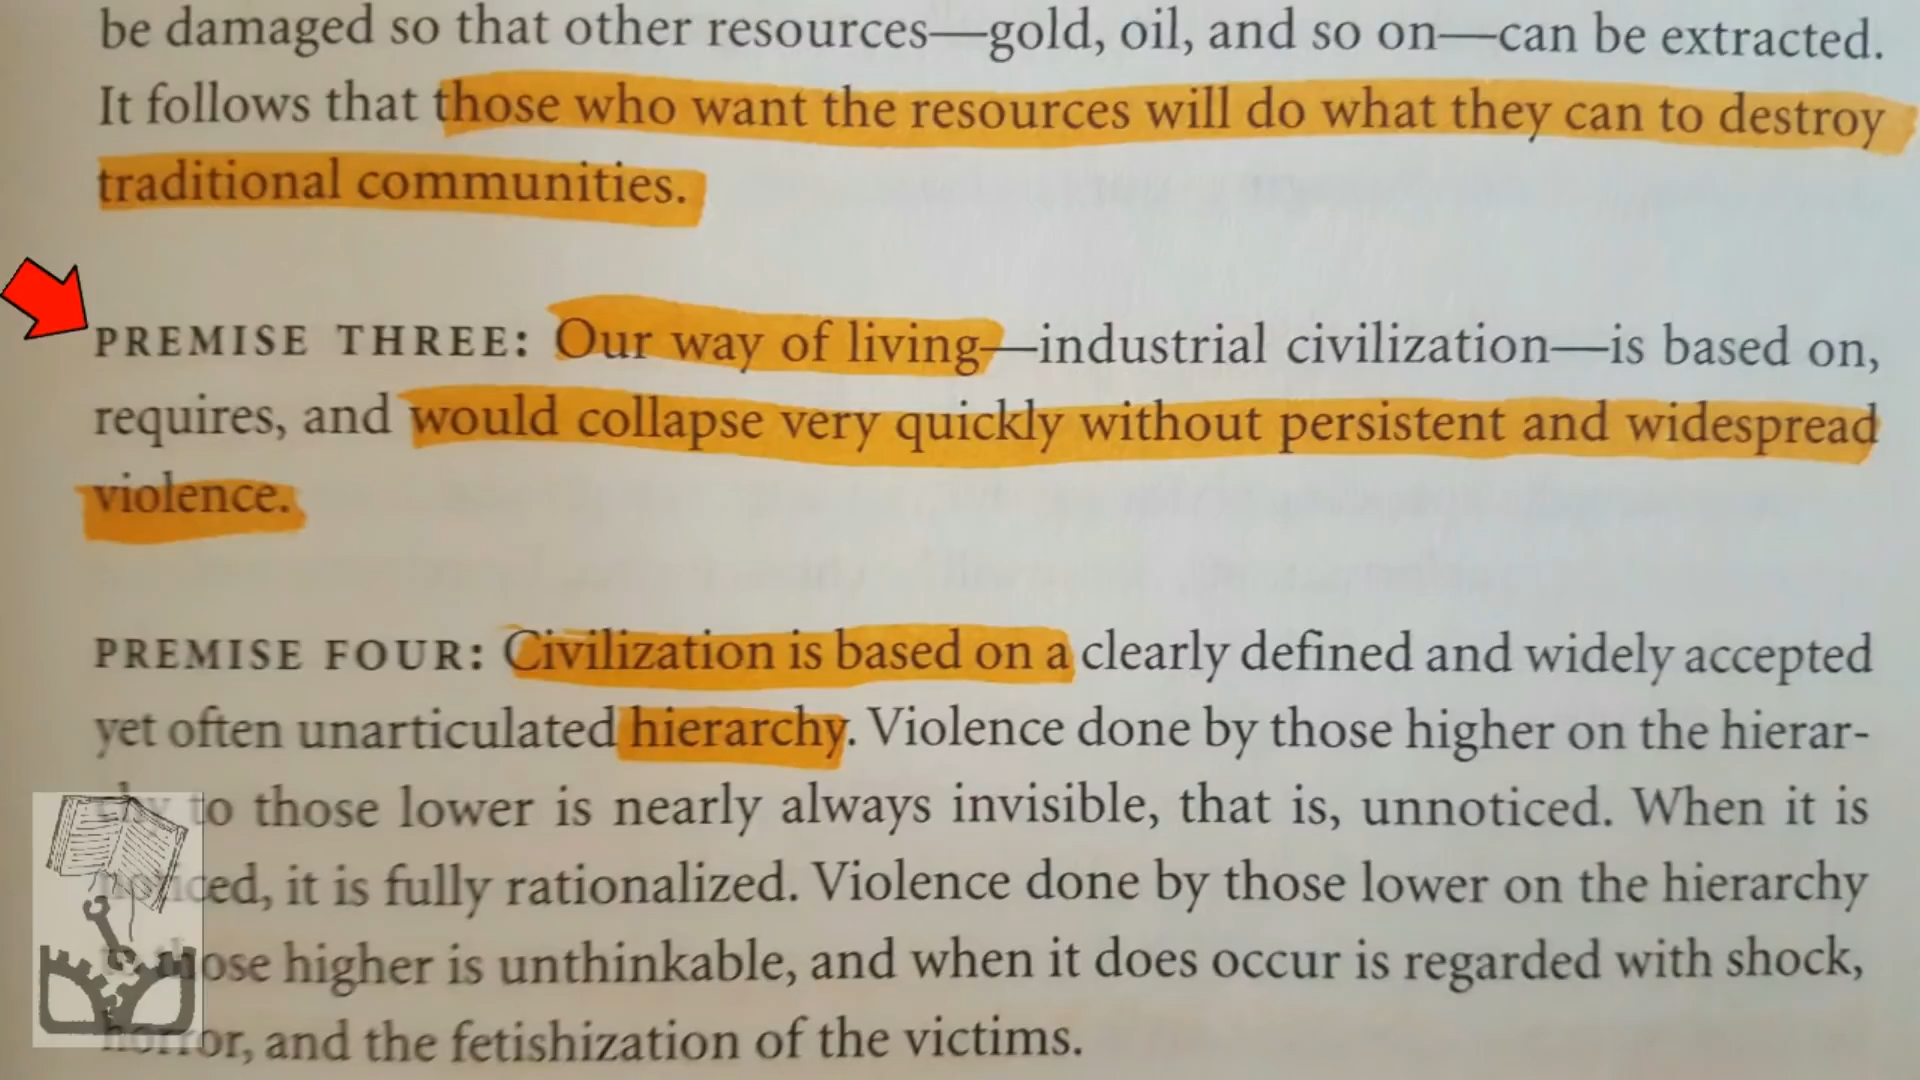 be damaged so that other resources—gold, oil, and so on—can be extracted.
It follows that those who want the resources will do what they can to destroy
traditional communities.
PREMISE THREE: Our way of living—industrial civilization—is based on,
requires, and would collapse very quickly without persistent and widespread
violence.
PREMISE FOUR: Civilization is based on a clearly defined and widely accepted
yet often unarticulated hierarchy. Violence done by those higher on the hierar-
chy to those lower is nearly always invisible, that is, unnoticed. When it is
noticed, it is fully rationalized. Violence done by those lower on the hierarchy
to those higher is unthinkable, and when it does occur is regarded with shock,
horror, and the fetishization of the victims.